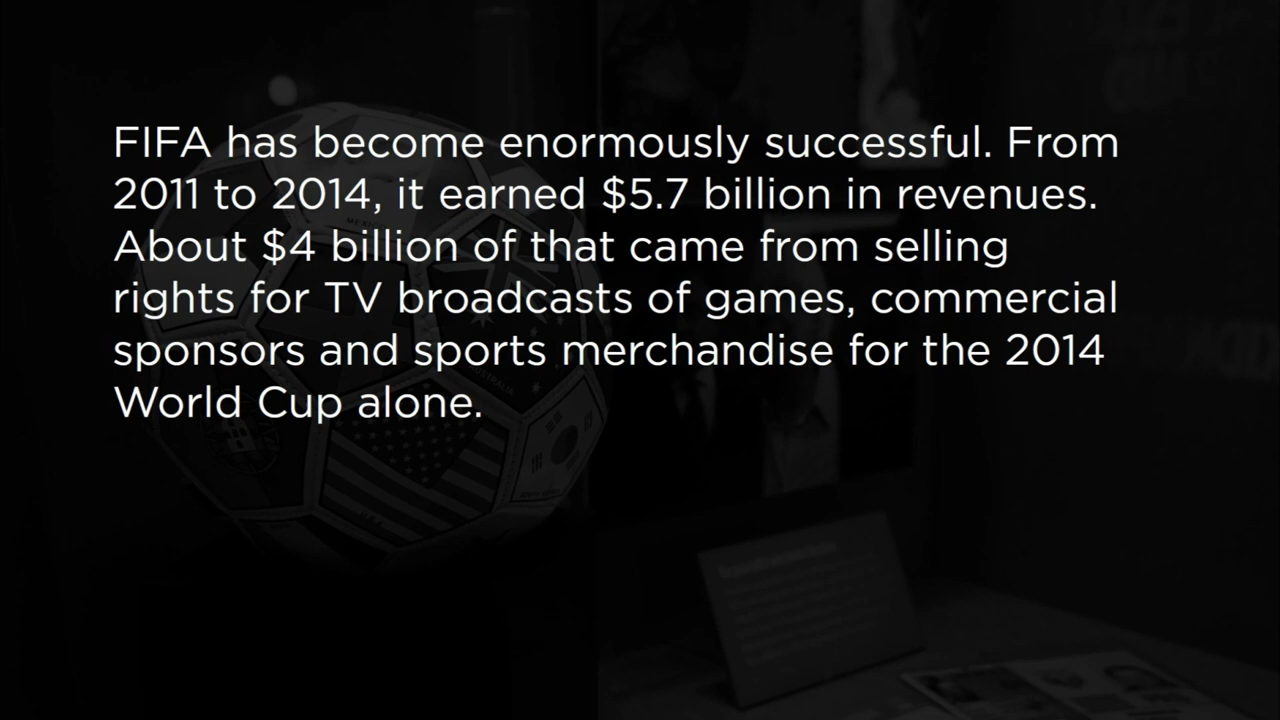 FIFA has become enormously successful. From
2011 to 2014, it earned $5.7 billion in revenues.
About $4 billion of that came from selling
rights for TV broadcasts of games, commercial
sponsors and sports merchandise for the 2014
World Cup alone.